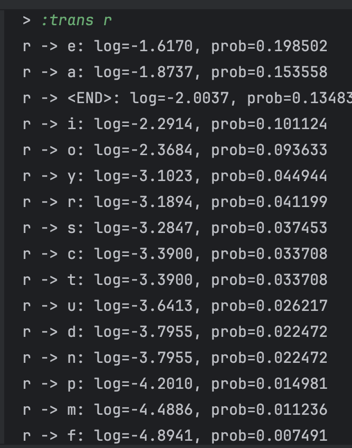 > :trans r
r -> e: log=-1.6170, prob=0.198502
r -> a: log=-1.8737, prob=0.153558
r -> <END>: log=-2.0037, prob=0.13483
r -> i: log=-2.2914, prob=0.101124
r -> o: log=-2.3684, prob=0.093633
r -> y: log=-3.1023, prob=0.044944
r -> r: log=-3.1894, prob=0.041199
r -> s: log=-3.2847, prob=0.037453
r -> c: log=-3.3900, prob=0.033708
r -> t: log=-3.3900, prob=0.033708
r -> u: log=-3.6413, prob=0.026217
r -> d: log=-3.7955, prob=0.022472
r -> n: log=-3.7955, prob=0.022472
r -> p: log=-4.2010, prob=0.014981
r -> m: log=-4.4886, prob=0.011236
r -> f: log=-4.8941, prob=0.007491